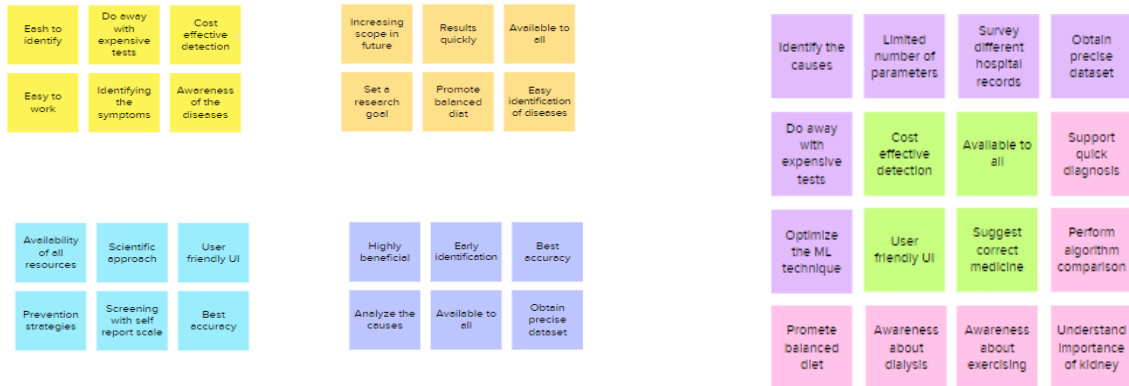 Eash to
identify
Do away
with
expensive
tests
Cost
effective
detection
Easy to
work
Identifying
the
symptoms
Awareness
of the
diseases
Increasing
scope in
future
Results
quickly
Available to
all
Set a
research
goal
Promote
balanced
diat
Easy
identification
of diseases
Availability
of all
resources
Scientific
approach
User
friendly UI
Prevention
strategies
Screening
with self
report scale
Best
accuracy
Highly
beneficial
Early
identification
Best
accuracy
Analyze the
causes
Available to
all
Obtain
precise
dataset
Identify the
causes
Limited
number of
parameters
Survey
different
hospital
records
Obtain
precise
dataset
Do away
with
expensive
tests
Cost
effective
detection
Available to
all
Support
quick
diagnosis
Optimize
the ML
technique
User
friendly UI
Suggest
correct
medicine
Perform
algorithm
comparison
Promete
balanced
diet
Awareness
about
dialysis
Awareness
about
exercising
Understand
importance
of kidney